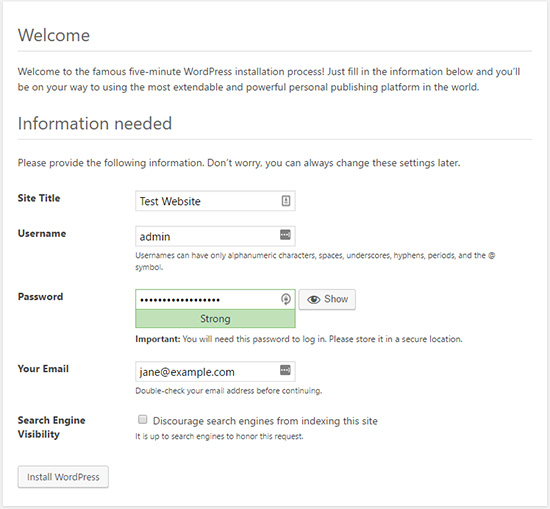 Welcome
Welcome to the famous five-minute WordPress installation process! Just fill in the information below and you'll
be on your way to using the most extendable and powerful personal publishing platform in the world.
Information needed
Please provide the following information. Don't worry, you can always change these settings later.
Site Title
Test Website
Username
admin
Usernames can have only alphanumeric characters, spaces, underscores, hyphens, periods, and the @
symbol.
Password
••••••••••••••••••
Show
Strong
Important: You will need this password to log in. Please store it in a secure location.
Your Email
jane@example.com
Double-check your email address before continuing.
Search Engine
Visibility
Discourage search engines from indexing this site
It is up to search engines to honor this request.
Install WordPress